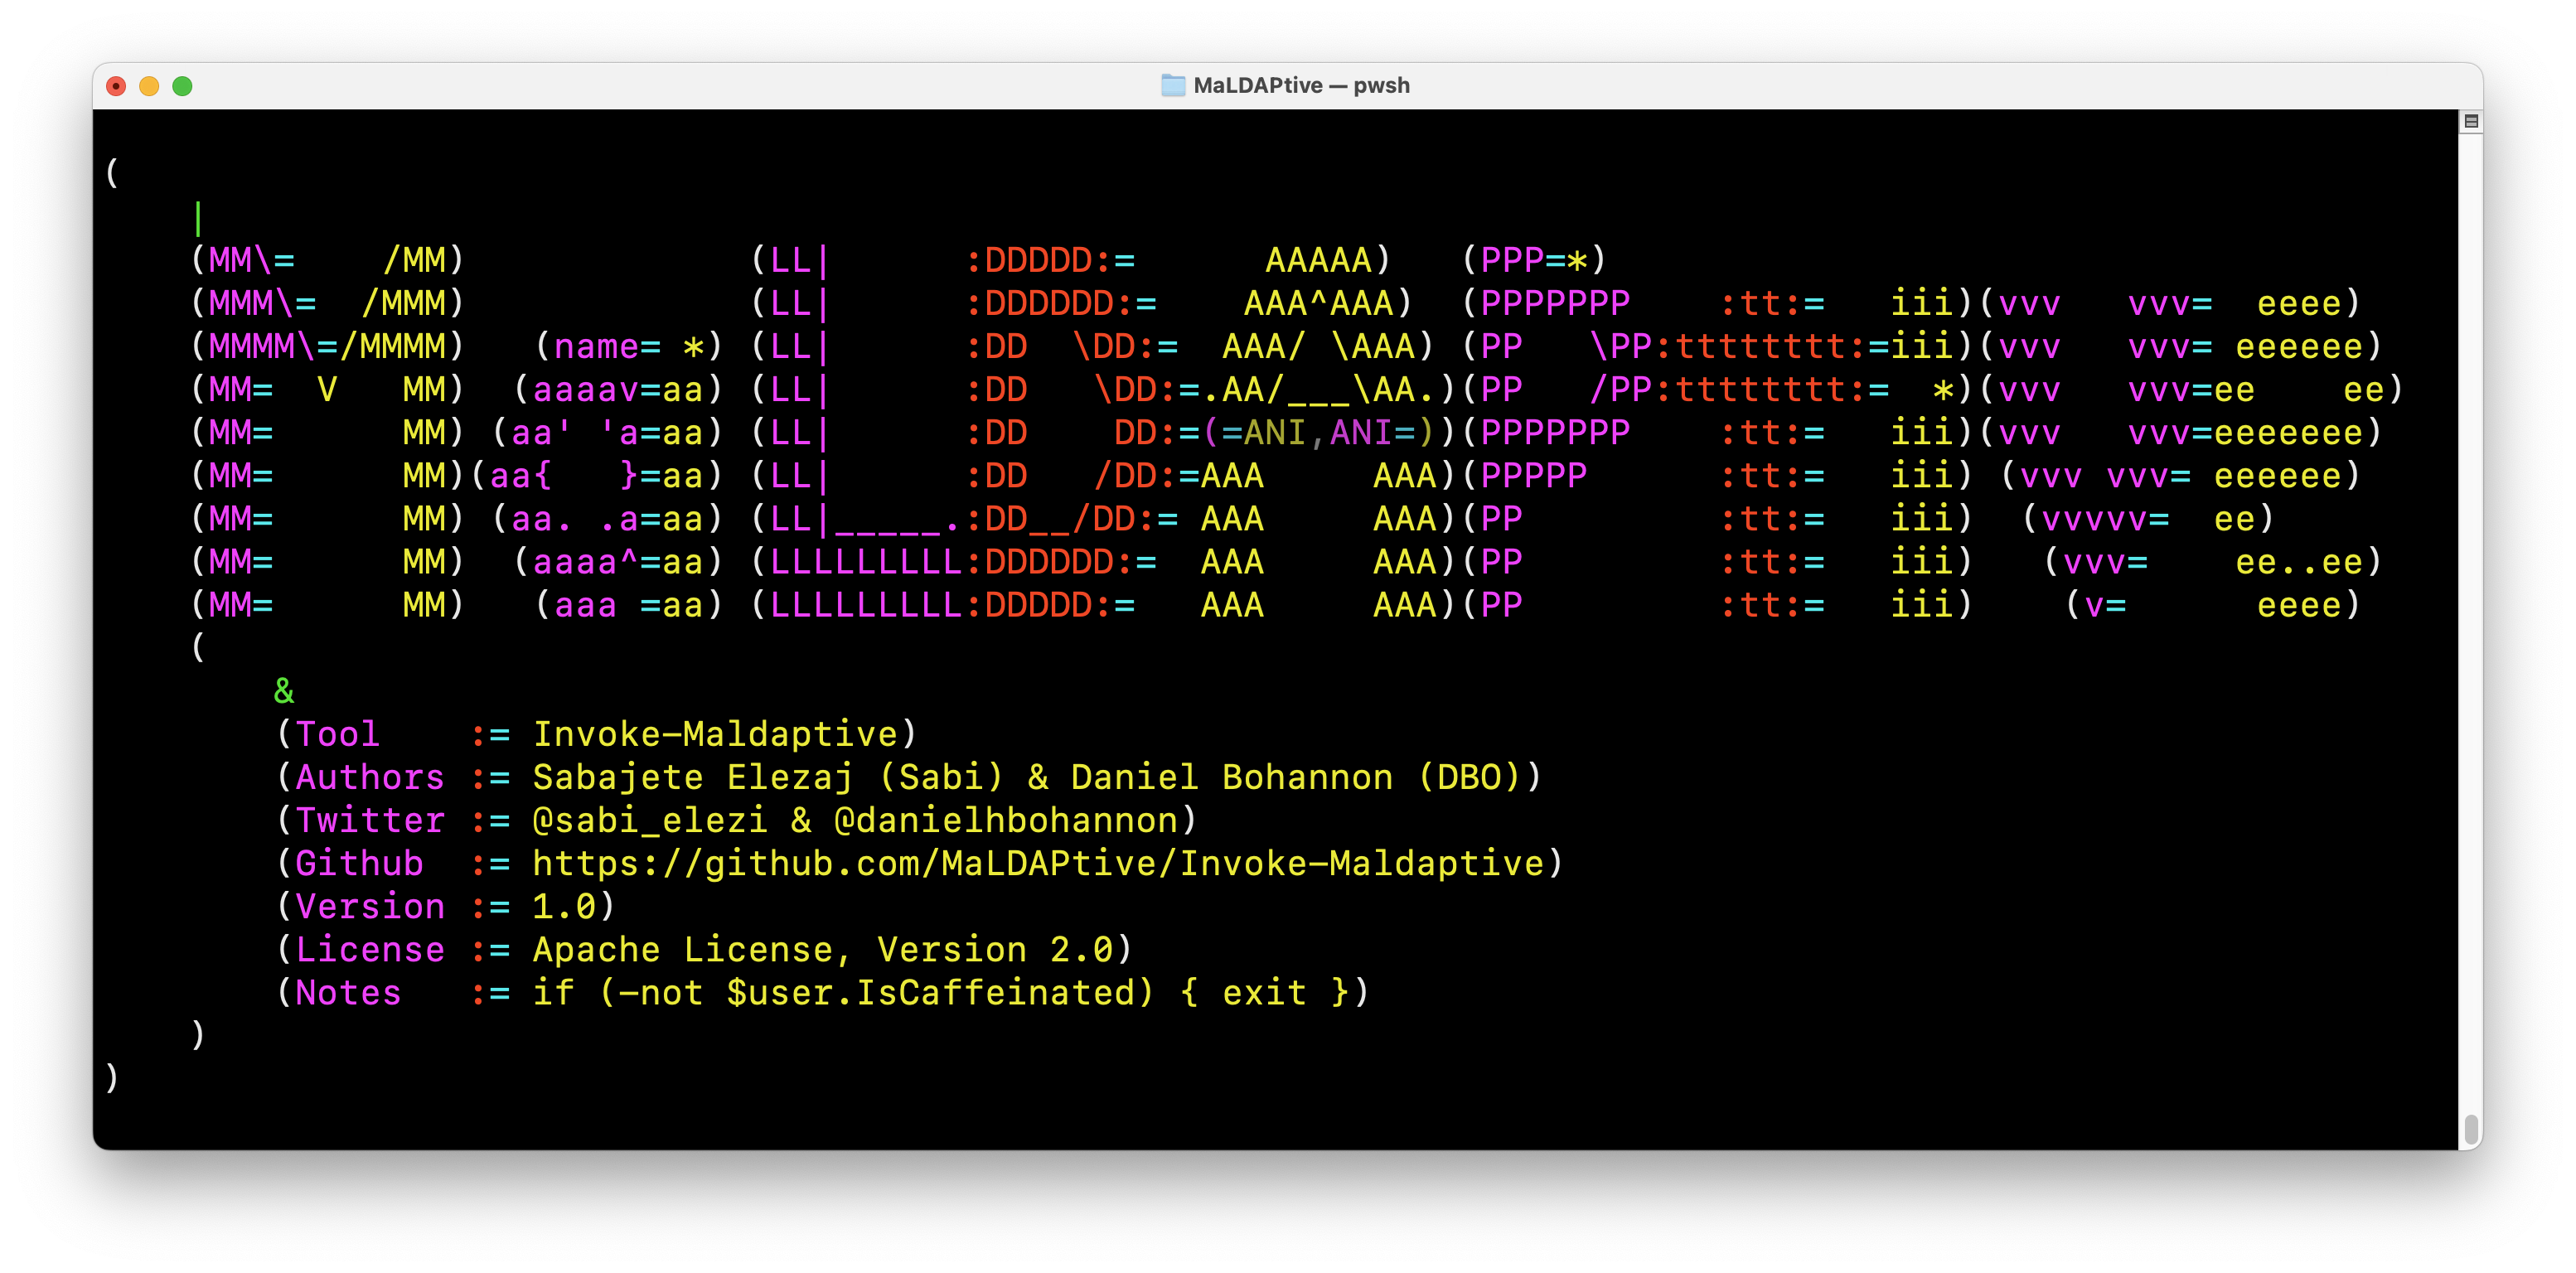 MaLDAPtive — pwsh
(
    |
    (MM\=    /MM)             (LL|      :DDDDD:=      AAAAA)   (PPP=*)
    (MMM\=  /MMM)             (LL|      :DDDDDD:=    AAA^AAA)  (PPPPPPP    :tt:=   iii)(vvv   vvv=  eeee)
    (MMMM\=/MMMM)   (name= *) (LL|      :DD  \DD:=  AAA/ \AAA) (PP   \PP:tttttttt:=iii)(vvv   vvv= eeeeee)
    (MM=  V   MM)  (aaaav=aa) (LL|      :DD   \DD:=.AA/___\AA.)(PP   /PP:tttttttt:=  *)(vvv   vvv=ee    ee)
    (MM=      MM) (aa' 'a=aa) (LL|      :DD    DD:=(=ANI,ANI=))(PPPPPPP    :tt:=   iii)(vvv   vvv=eeeeeee)
    (MM=      MM)(aa{   }=aa) (LL|      :DD   /DD:=AAA     AAA)(PPPPP      :tt:=   iii) (vvv vvv= eeeeee)
    (MM=      MM) (aa. .a=aa) (LL|_____.:DD__/DD:= AAA     AAA)(PP         :tt:=   iii)  (vvvvv=  ee)
    (MM=      MM)  (aaaa^=aa) (LLLLLLLLL:DDDDDD:=  AAA     AAA)(PP         :tt:=   iii)   (vvv=    ee..ee)
    (MM=      MM)   (aaa =aa) (LLLLLLLLL:DDDDD:=   AAA     AAA)(PP         :tt:=   iii)    (v=      eeee)
    (
        &
        (Tool    := Invoke-Maldaptive)
        (Authors := Sabajete Elezaj (Sabi) & Daniel Bohannon (DBO))
        (Twitter := @sabi_elezi & @danielhbohannon)
        (Github  := https://github.com/MaLDAPtive/Invoke-Maldaptive)
        (Version := 1.0)
        (License := Apache License, Version 2.0)
        (Notes   := if (-not $user.IsCaffeinated) { exit })
    )
)